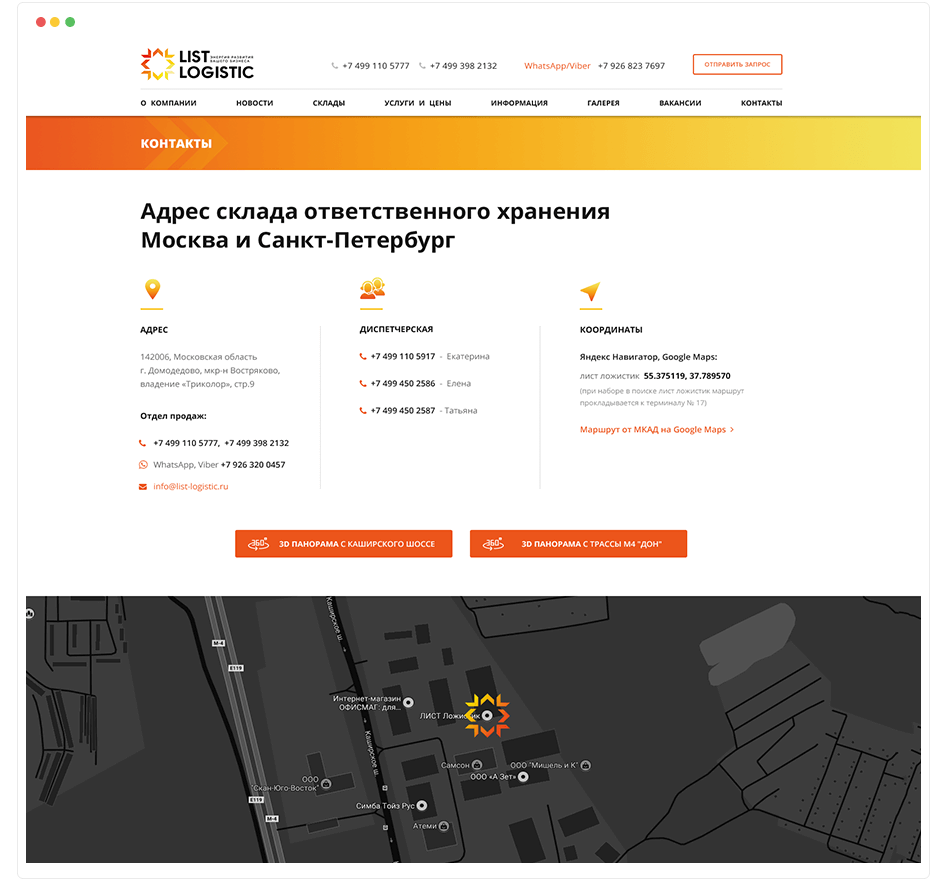 LIST
LOGISTIC
ЭНЕРГИЯ РАЗВИТИЯ
ВАШЕГО БИЗНЕСА
+7 499 110 5777
+7 499 398 2132
WhatsApp/Viber +7 926 823 7697
ОТПРАВИТЬ ЗАПРОС
О КОМПАНИИ
НОВОСТИ
СКЛАДЫ
УСЛУГИ И ЦЕНЫ
ИНФОРМАЦИЯ
ГАЛЕРЕЯ
ВАКАНСИИ
КОНТАКТЫ
КОНТАКТЫ
Адрес склада ответственного хранения
Москва и Санкт-Петербург
АДРЕС
142006, Московская область
г. Домодедово, мкр-н Востряково,
владение «Триколор», стр.9
Отдел продаж:
+7 499 110 5777, +7 499 398 2132
WhatsApp, Viber +7 926 320 0457
info@list-logistic.ru
ДИСПЕТЧЕРСКАЯ
+7 499 110 5917 - Екатерина
+7 499 450 2586 - Елена
+7 499 450 2587 - Татьяна
КООРДИНАТЫ
Яндекс Навигатор, Google Maps:
лист ложистик 55.375119, 37.789570
(при наборе в поиске лист ложистик маршрут
прокладывается к терминалу № 17)
Маршрут от МКАД на Google Maps >
360° 3D ПАНОРАМА С КАШИРСКОГО ШОССЕ
360° 3D ПАНОРАМА С ТРАССЫ М4 "ДОН"
Каширское ш.
M-4
E119
Интернет-магазин
ОФИСМАГ: для...
ЛИСТ Ложистик
Каширское ш.
Самсон
ООО "Мишель и К"
ООО «А Зет»
ООО
"Скан-Юго-Восток"
E119
Симба Тойз Рус
M-4
Атеми